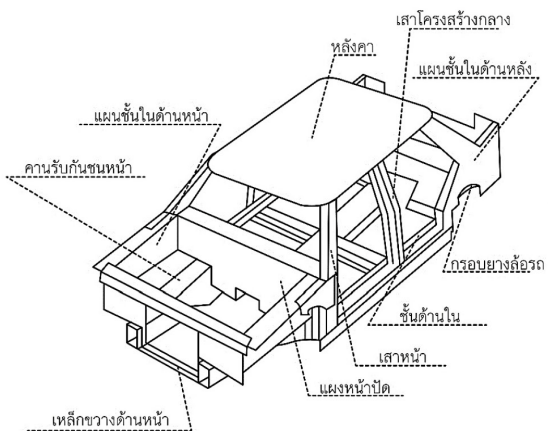 เสาโครงสร้างกลาง
หลังคา
แผนชั้นในด้านหลัง
แผนชั้นในด้านหน้า
คานรับกันชนหน้า
กรอบยางล้อรถ
ชั้นด้านใน
เสาหน้า
แผงหน้าปัด
เหล็กขวางด้านหน้า